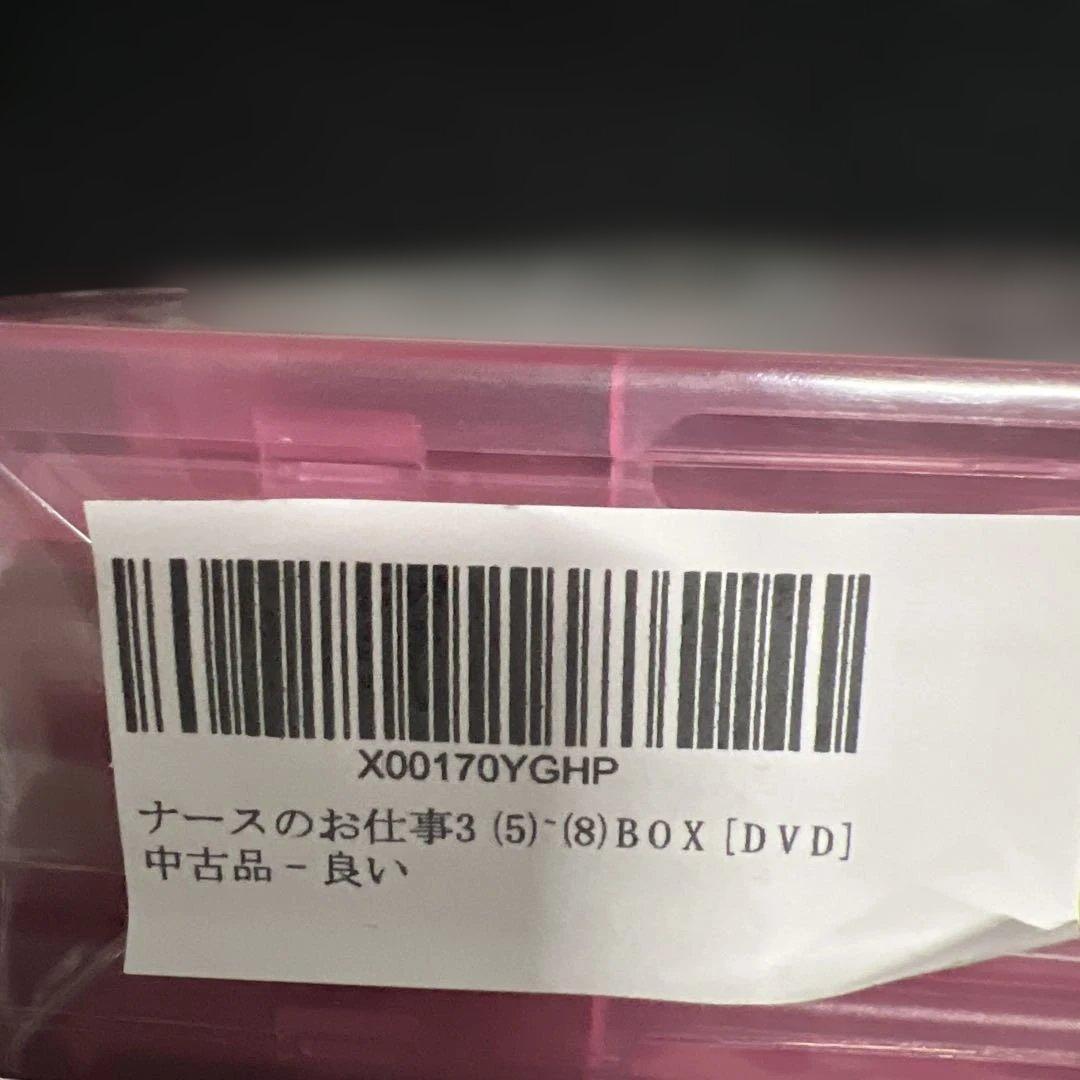 X00170YGHP
ナースのお仕事3 (5)~(8)BOX [DVD]
中古品 - 良い